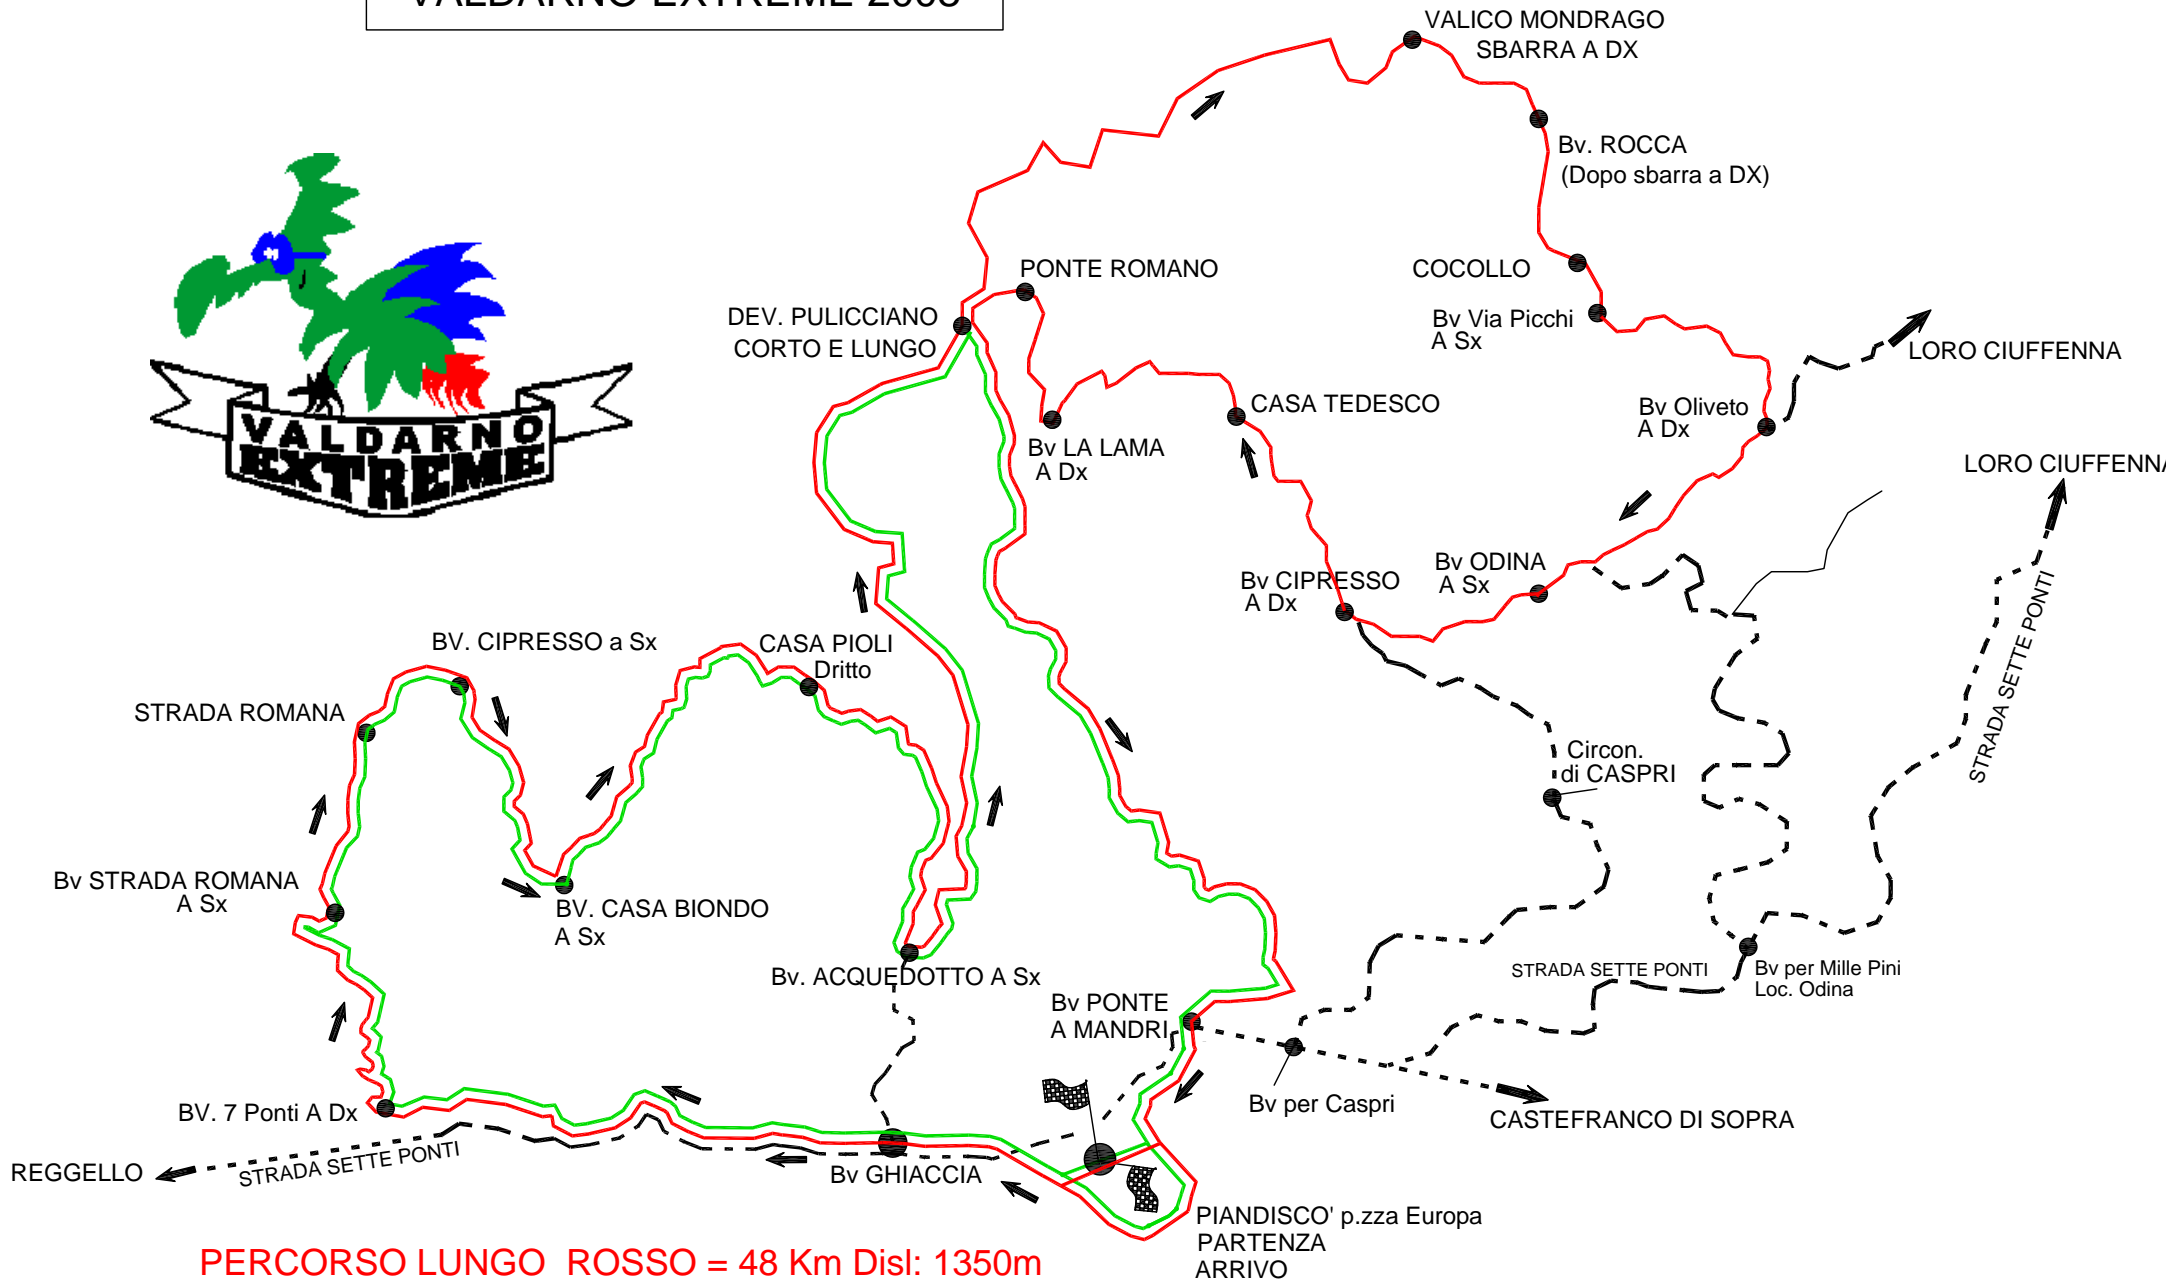 VALDARNO EXTREME
VALICO MONDRAGO
SBARRA A DX
Bv. ROCCA
(Dopo sbarra a DX)
PONTE ROMANO
COCOLLO
DEV. PULICCIANO
CORTO E LUNGO
Bv Via Picchi
A Sx
LORO CIUFFENNA
CASA TEDESCO
Bv Oliveto
A Dx
VALDARNO
EXTREME
Bv LA LAMA
A Dx
LORO CIUFFENNA
Bv CIPRESSO
A Dx
Bv ODINA
A Sx
STRADA SETTE PONTI
BV. CIPRESSO a Sx
CASA PIOLI
Dritto
STRADA ROMANA
Circon.
di CASPRI
Bv STRADA ROMANA
A Sx
BV. CASA BIONDO
A Sx
Bv. ACQUEDOTTO A Sx
STRADA SETTE PONTI
Bv per Mille Pini
Loc. Odina
Bv PONTE
A MANDRI
BV. 7 Ponti A Dx
Bv per Caspri
CASTEFRANCO DI SOPRA
REGGELLO
STRADA SETTE PONTI
Bv GHIACCIA
PIANDISCO' p.zza Europa
PARTENZA
ARRIVO
PERCORSO LUNGO ROSSO = 48 Km Disl: 1350m